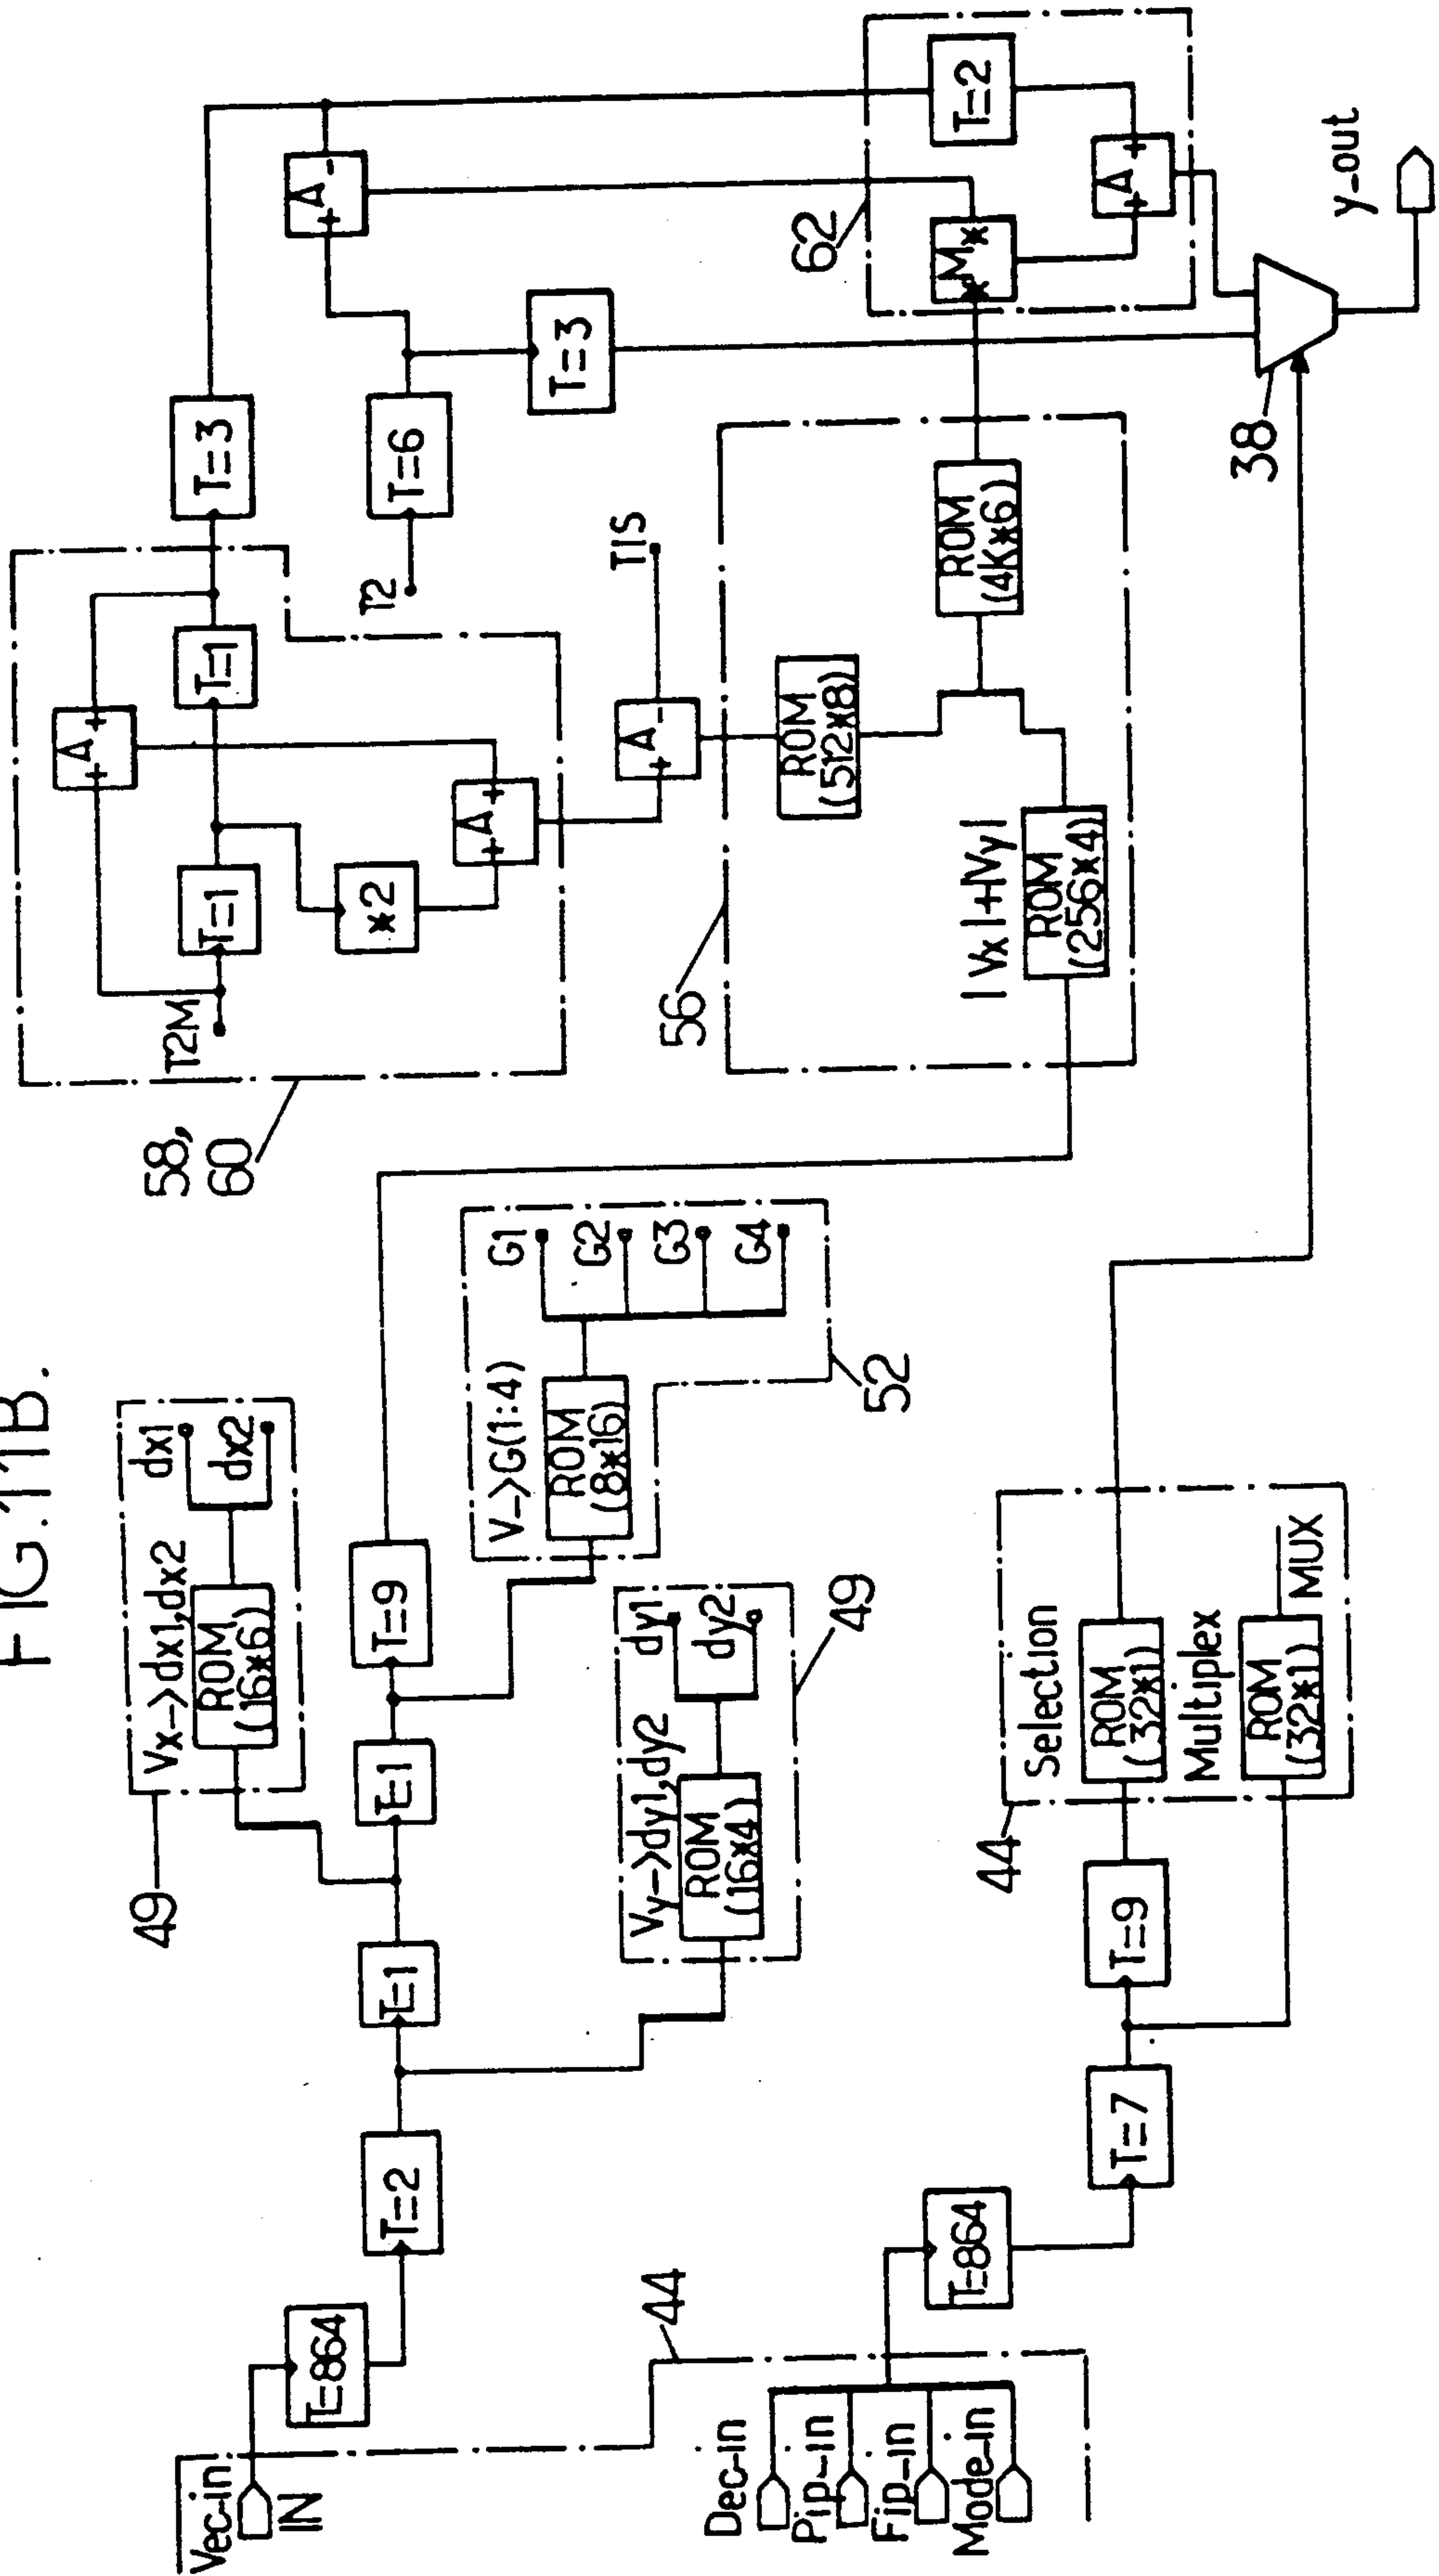 FIG.11B.
Vec-in
IN
T=864
T=2
T=1
T=1
T=9
49
Vx->dx1,dx2
ROM
(16*6)
dx1
dx2
Vy->dy1,dy2
ROM
(16*4)
dy1
dy2
49
V->G(1:4)
ROM
(8*16)
G1
G2
G3
G4
52
58,
60
T2M
T=1
*2
A
+
+
T=1
A
+
+
T=3
T2
T=6
T=3
A
+
-
A
+
-
TIS
56
ROM
(512*8)
|Vx|+|Vy|
ROM
(256*4)
ROM
(4K*6)
62
M
*
*
T=2
A
+
+
38
y-out
44
Dec-in
Pip-in
Fip-in
Mode-in
T=864
T=7
T=9
44
Selection
ROM
(32*1)
Multiplex
ROM
(32*1)
MUX